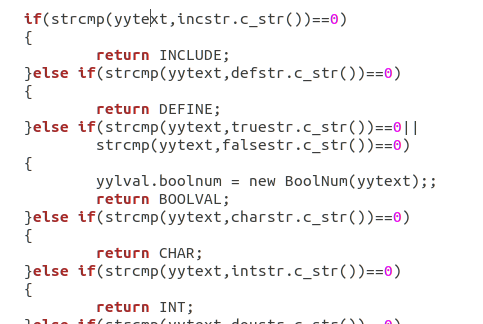 if(strcmp(yytext,incstr.c_str())==0)
{
return INCLUDE;
}else if(strcmp(yytext,defstr.c_str())==0)
{
return DEFINE;
}else if(strcmp(yytext,truestr.c_str())==0||
strcmp(yytext,falsestr.c_str())==0)
{
yylval.boolnum = new BoolNum(yytext);;
return BOOLVAL;
}else if(strcmp(yytext,charstr.c_str())==0)
{
return CHAR;
}else if(strcmp(yytext,intstr.c_str())==0)
{
return INT;
}else if(strcmp(yytext,doustr.c_str())==0)